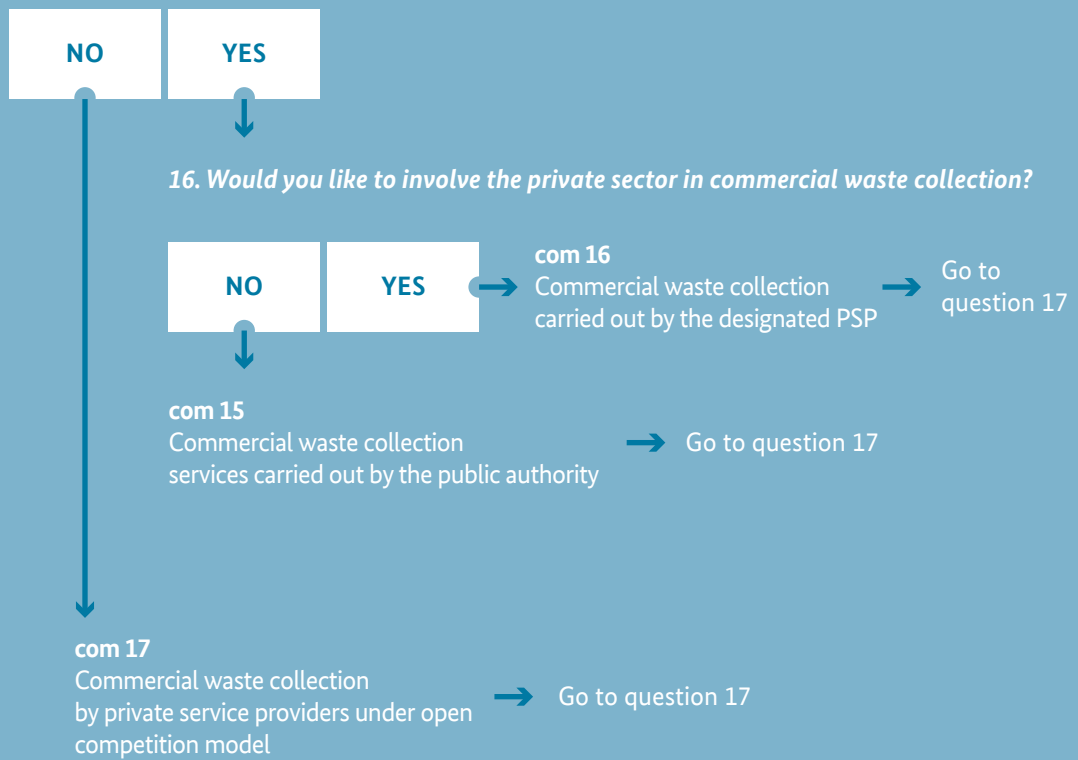 NO
YES
16. Would you like to involve the private sector in commercial waste collection?
NO
YES
com 16
Commercial waste collection
carried out by the designated PSP
Go to
question 17
com 15
Commercial waste collection
services carried out by the public authority
Go to question 17
com 17
Commercial waste collection
by private service providers under open
competition model
Go to question 17